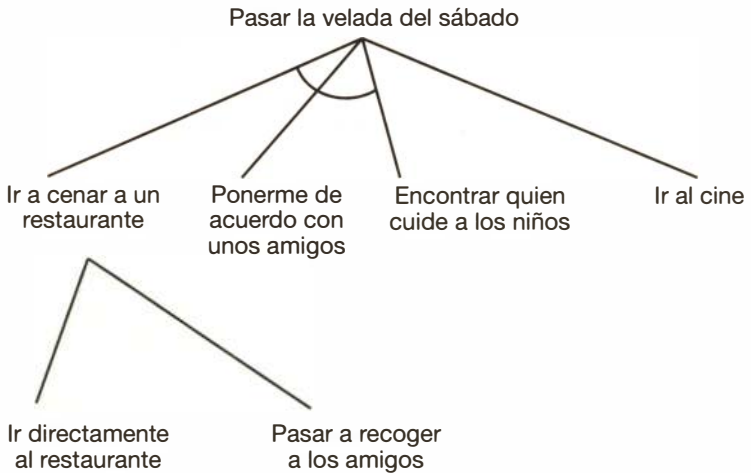 Pasar la velada del sábado
Ir a cenar a un
restaurante
Ponerme de
acuerdo con
unos amigos
Encontrar quien
cuide a los niños
Ir al cine
Ir directamente
al restaurante
Pasar a recoger
a los amigos